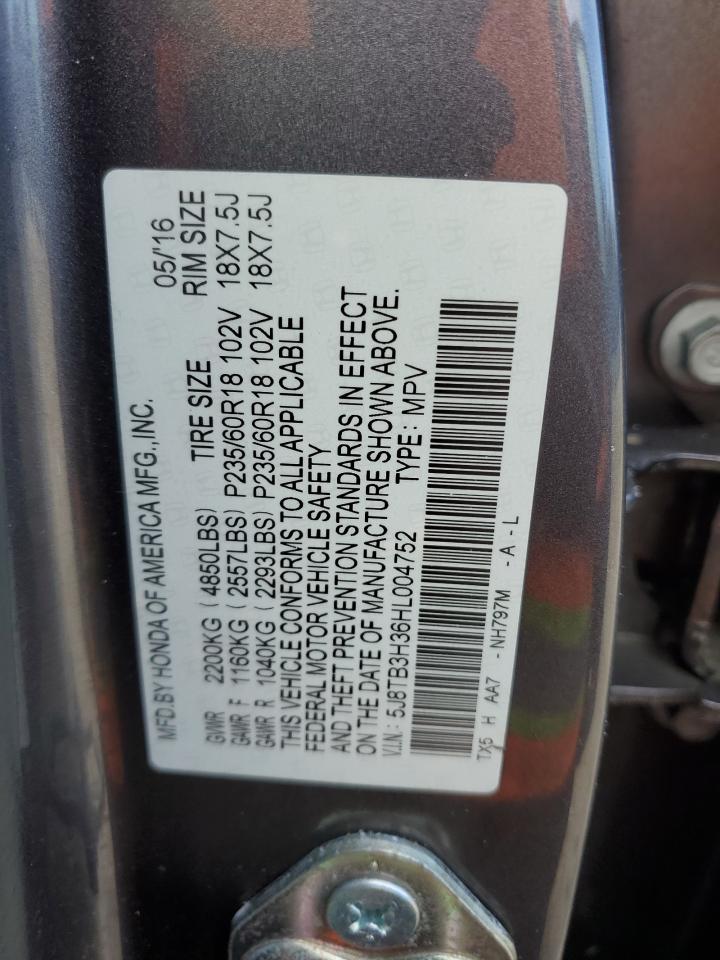 MFD.BY HONDA OF AMERICA MFG.,INC. 05/'16
TIRE SIZE RIM SIZE
GVWR 2200KG ( 4850LBS)
GAWR F 1160KG ( 2557LBS) P235/60R18 102V 18X7.5J
GAWR R 1040KG ( 2293LBS) P235/60R18 102V 18X7.5J
THIS VEHICLE CONFORMS TO ALL APPLICABLE
FEDERAL MOTOR VEHICLE SAFETY
AND THEFT PREVENTION STANDARDS IN EFFECT
ON THE DATE OF MANUFACTURE SHOWN ABOVE.
V.I.N.: 5J8TB3H36HL004752 TYPE: MPV
TX5 H AA7 - NH797M - A - L